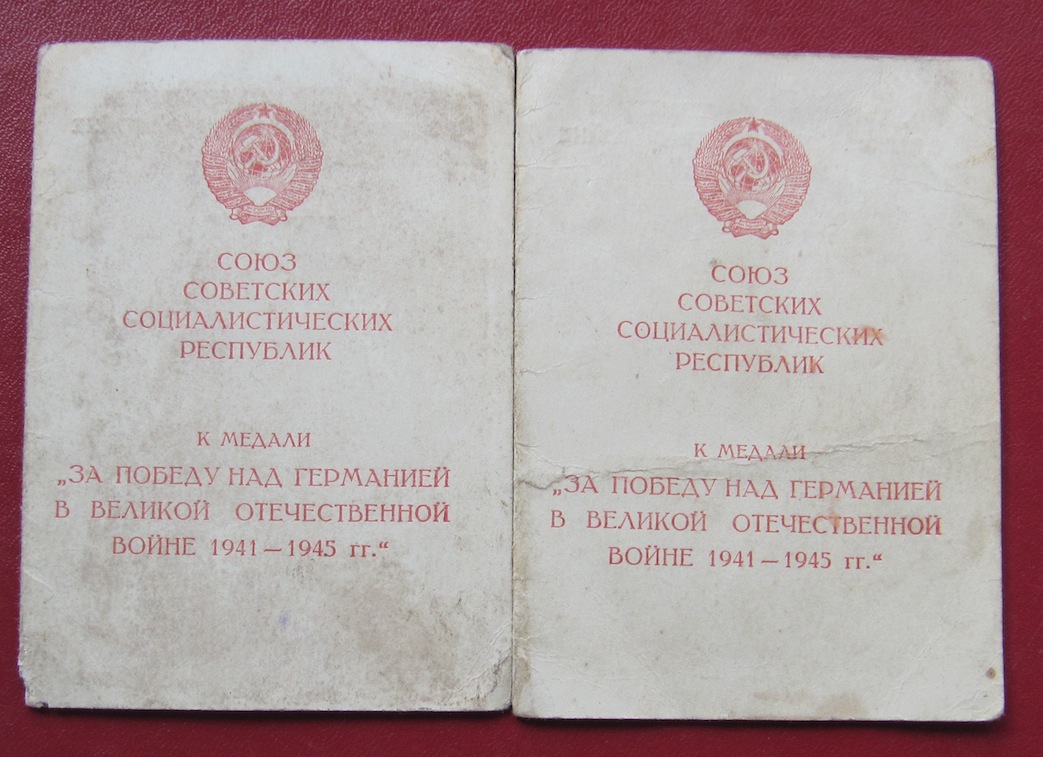 СОЮЗ
СОВЕТСКИХ
СОЦИАЛИСТИЧЕСКИХ
РЕСПУБЛИК
К МЕДАЛИ
„ЗА ПОБЕДУ НАД ГЕРМАНИЕЙ
В ВЕЛИКОЙ ОТЕЧЕСТВЕННОЙ
ВОЙНЕ 1941 — 1945 гг.“
СОЮЗ
СОВЕТСКИХ
СОЦИАЛИСТИЧЕСКИХ
РЕСПУБЛИК
К МЕДАЛИ
„ЗА ПОБЕДУ НАД ГЕРМАНИЕЙ
В ВЕЛИКОЙ ОТЕЧЕСТВЕННОЙ
ВОЙНЕ 1941 — 1945 гг.“